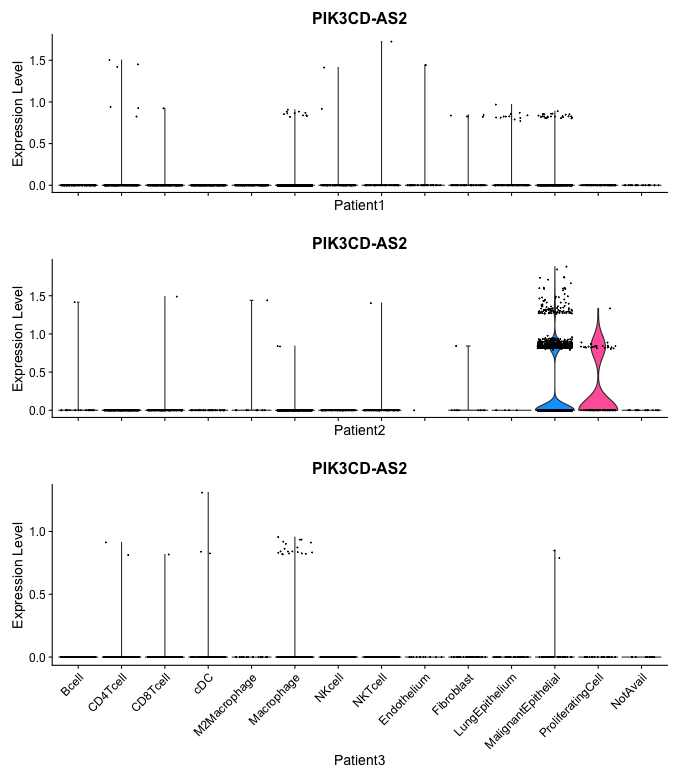 PIK3CD-AS2
Expression Level
1.5
1.0
0.5
0.0
Patient1
PIK3CD-AS2
Expression Level
1.5
1.0
0.5
0.0
Patient2
PIK3CD-AS2
Expression Level
1.0
0.5
0.0
Bcell
CD4Tcell
CD8Tcell
cDC
M2Macrophage
Macrophage
NKcell
NKTcell
Endothelium
Fibroblast
LungEpithelium
MalignantEpithelial
ProliferatingCell
NotAvail
Patient3